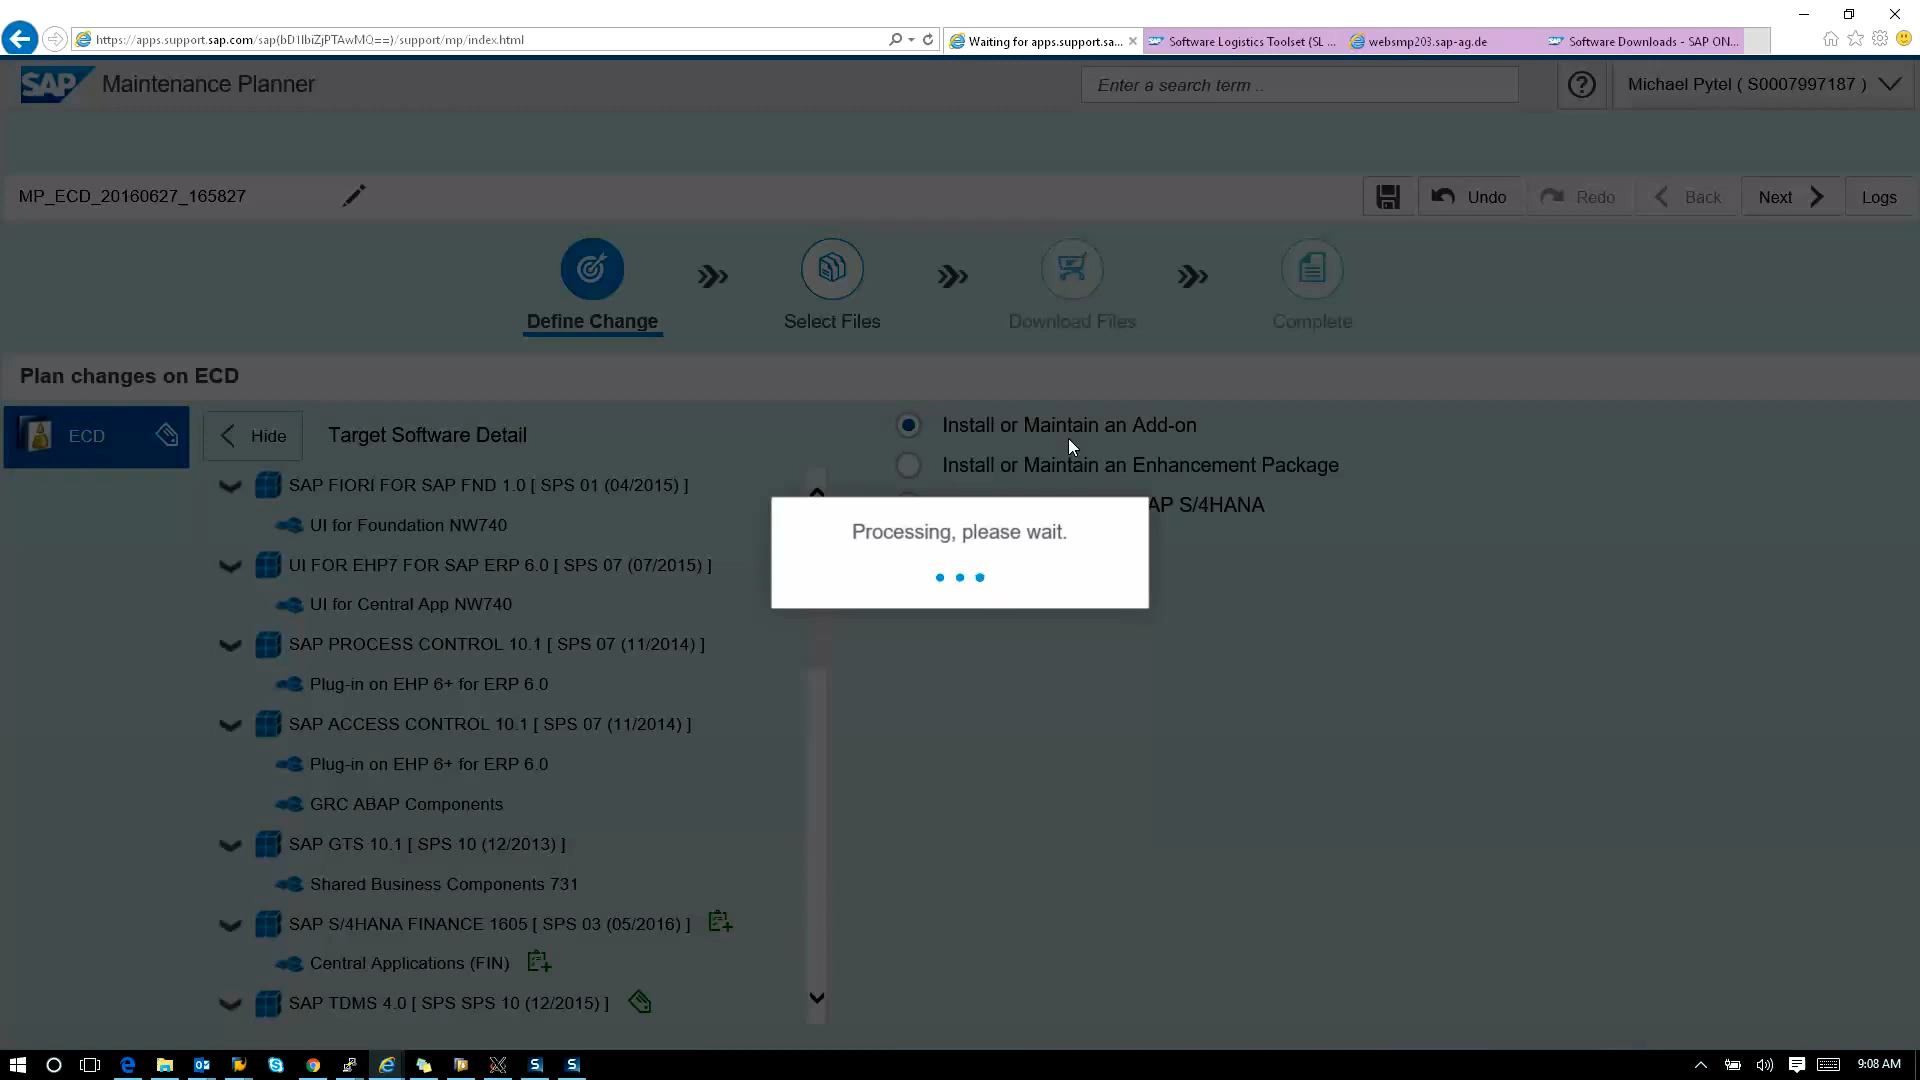 https://apps.support.sap.com/sap(bD1lbiZjPTAwMQ==)/support/mp/index.html
Waiting for apps.support.sa...
Software Logistics Toolset (SL ...
websmp203.sap-ag.de
Software Downloads - SAP ON...
SAP
Maintenance Planner
Enter a search term ..
Michael Pytel ( S0007997187 )
MP_ECD_20160627_165827
Undo
Redo
Back
Next
Logs
Define Change
Select Files
Download Files
Complete
Plan changes on ECD
ECD
Hide
Target Software Detail
SAP FIORI FOR SAP FND 1.0 [ SPS 01 (04/2015) ]
UI for Foundation NW740
UI FOR EHP7 FOR SAP ERP 6.0 [ SPS 07 (07/2015) ]
UI for Central App NW740
SAP PROCESS CONTROL 10.1 [ SPS 07 (11/2014) ]
Plug-in on EHP 6+ for ERP 6.0
SAP ACCESS CONTROL 10.1 [ SPS 07 (11/2014) ]
Plug-in on EHP 6+ for ERP 6.0
GRC ABAP Components
SAP GTS 10.1 [ SPS 10 (12/2013) ]
Shared Business Components 731
SAP S/4HANA FINANCE 1605 [ SPS 03 (05/2016) ]
Central Applications (FIN)
SAP TDMS 4.0 [ SPS SPS 10 (12/2015) ]
Install or Maintain an Add-on
Install or Maintain an Enhancement Package
AP S/4HANA
Processing, please wait.
9:08 AM